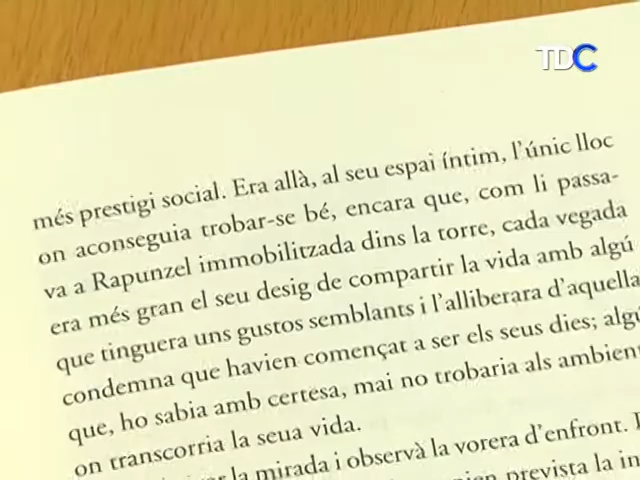 TDC
més prestigi social. Era allà, al seu espai íntim, l'únic lloc
on aconseguia trobar-se bé, encara que, com li passa-
va a Rapunzel immobilitzada dins la torre, cada vegada
era més gran el seu desig de compartir la vida amb algú
que tinguera uns gustos semblants i l'alliberara d'aquella
condemna que havien començat a ser els seus dies; algú
que, ho sabia amb certesa, mai no trobaria als ambient
on transcorria la seua vida.
la mirada i observà la vorera d'enfront.
prevista la in